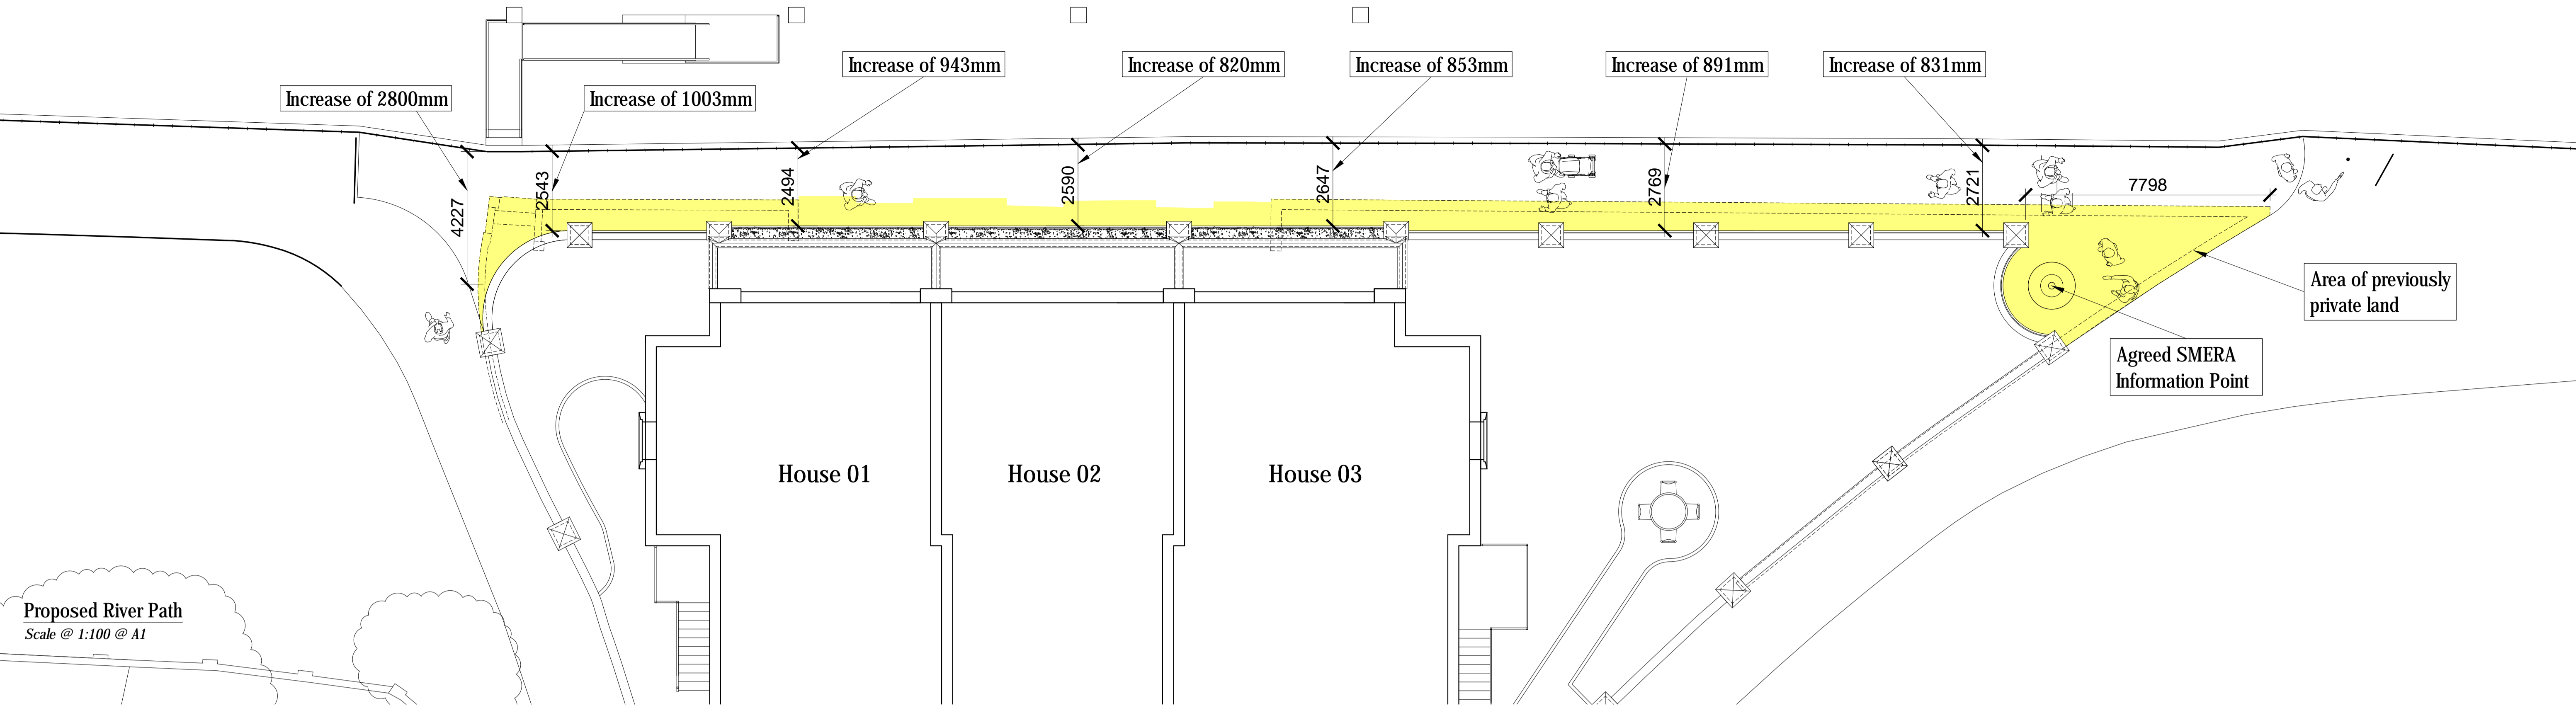 Increase of 943mm
Increase of 820mm
Increase of 853mm
Increase of 891mm
Increase of 831mm
Increase of 2800mm
Increase of 1003mm
4227
2543
2494
2590
2647
2769
2721
7798
Area of previously
private land
Agreed SMERA
Information Point
House 01
House 02
House 03
Proposed River Path
Scale @ 1:100 @ A1